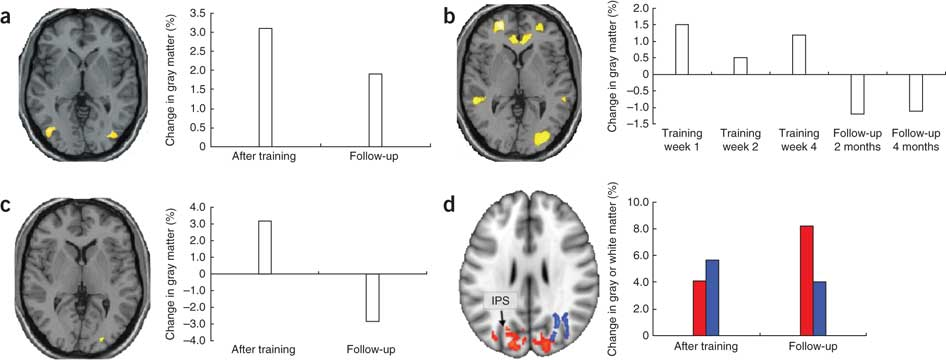 a
Change in gray matter (%)
3.5
3.0
2.5
2.0
1.5
1.0
0.5
0
After training
Follow-up
b
Change in gray matter (%)
2.0
1.5
1.0
0.5
0
–0.5
–1.0
–1.5
Training
week 1
Training
week 2
Training
week 4
Follow-up
2 months
Follow-up
4 months
c
Change in gray matter (%)
4.0
3.0
2.0
1.0
0
–1.0
–2.0
–3.0
–4.0
After training
Follow-up
d
IPS
Change in gray or white matter (%)
10.0
8.0
6.0
4.0
2.0
0
After training
Follow-up